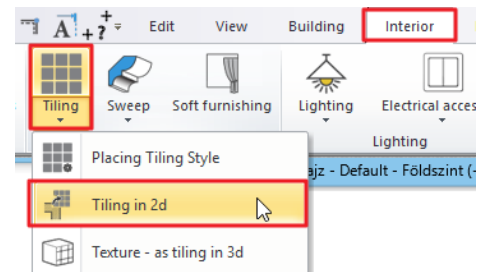 A + ?
Edit View Building Interior
Tiling Sweep Soft furnishing Lighting Electrical acces
Lighting
Placing Tiling Style
ajz - Default - Földszint (-
Tiling in 2d
Texture - as tiling in 3d